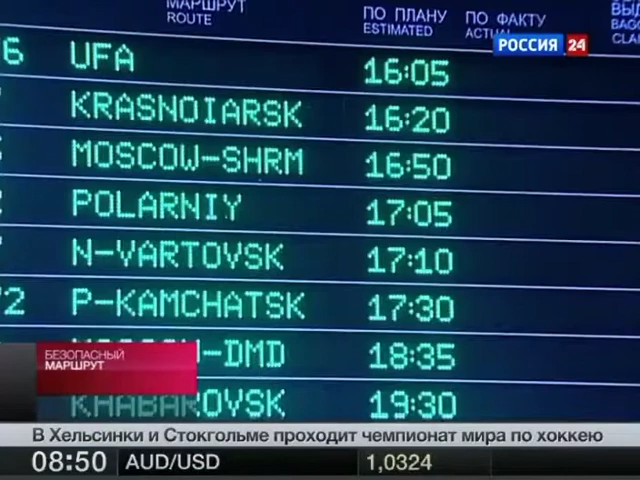 МАРШРУТ
ROUTE
ПО ПЛАНУ
ESTIMATED
ПО ФАКТУ
РОССИЯ 24
6 UFA 16:05
KRASNOIARSK 16:20
MOSCOW-SHRM 16:50
POLARNIY 17:05
N-VARTOVSK 17:10
72 P-KAMCHATSK 17:30
-DMD 18:35
KHABAROVSK 19:30
БЕЗОПАСНЫЙ
МАРШРУТ
В Хельсинки и Стокгольме проходит чемпионат мира по хоккею
08:50 AUD/USD 1,0324